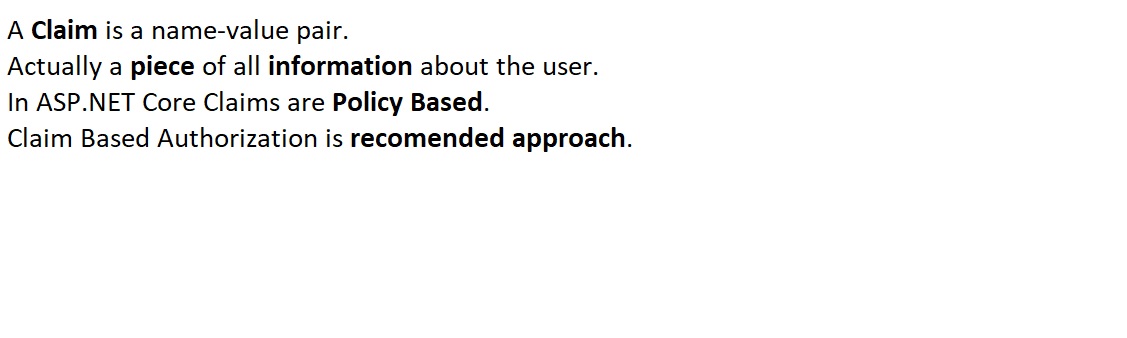 A Claim is a name-value pair.
Actually a piece of all information about the user.
In ASP.NET Core Claims are Policy Based.
Claim Based Authorization is recomended approach.